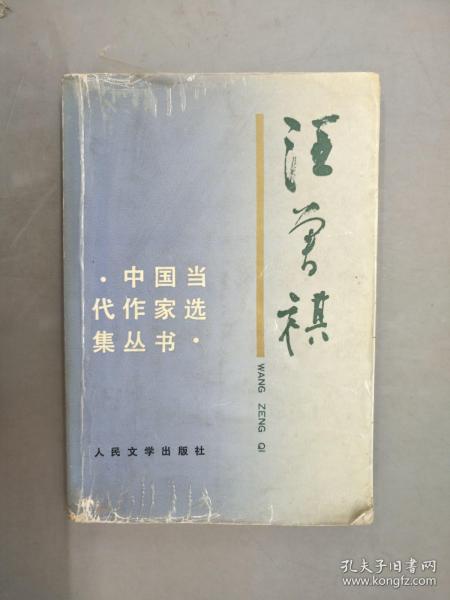 汪曾祺
WANG ZENG QI
·中国当
代作家选
集丛书·
人民文学出版社
孔夫子旧书网
www.kongfz.com